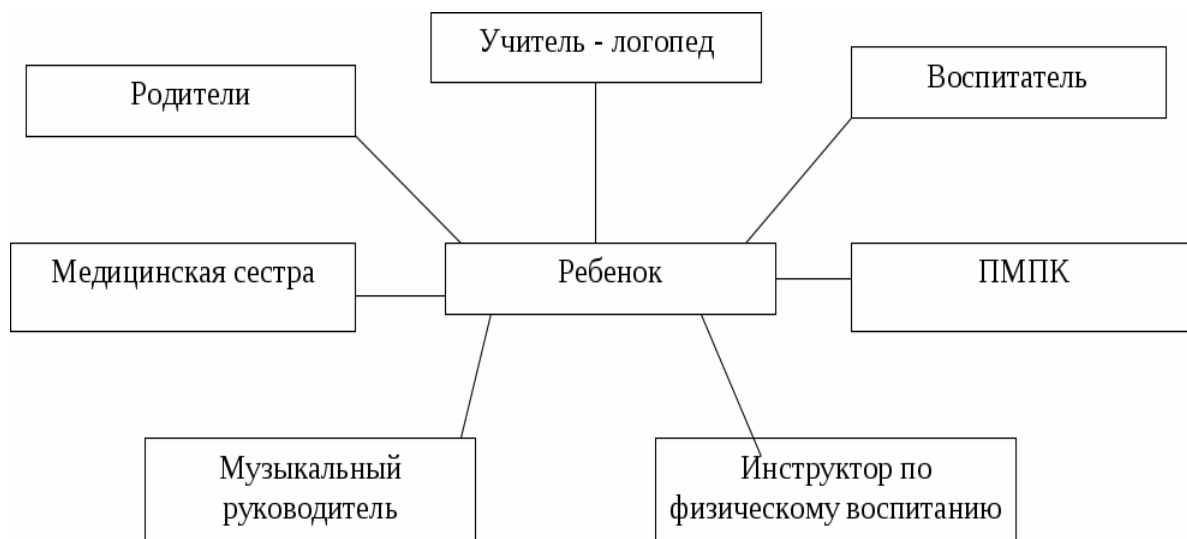 Учитель - логопед
Родители
Воспитатель
Медицинская сестра
Ребенок
ПМПК
Музыкальный
руководитель
Инструктор по
физическому воспитанию